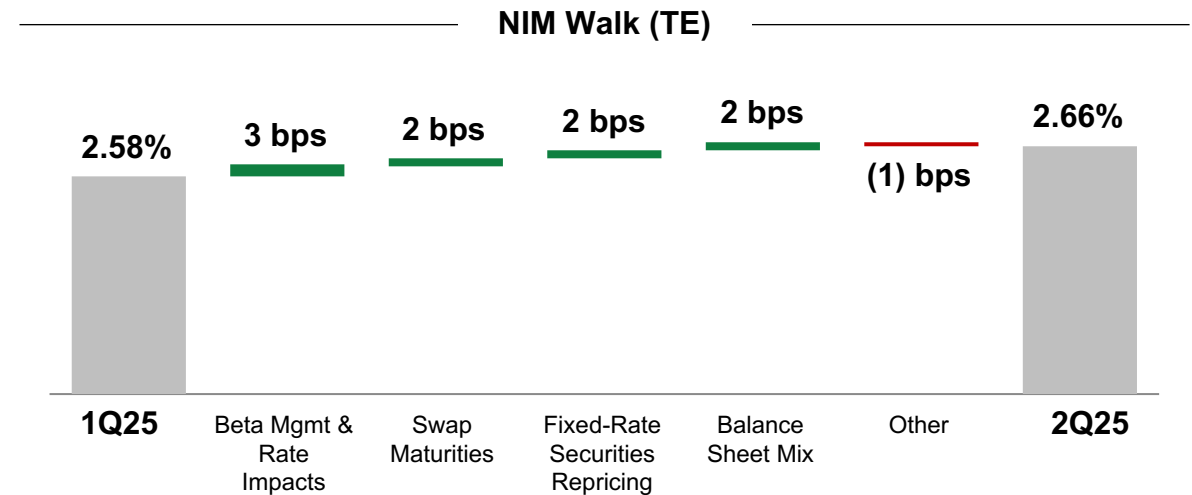 NIM Walk (TE)
2.58%
3 bps
2 bps
2 bps
2 bps
(1) bps
2.66%
1Q25
Beta Mgmt &
Rate
Impacts
Swap
Maturities
Fixed-Rate
Securities
Repricing
Balance
Sheet Mix
Other
2Q25